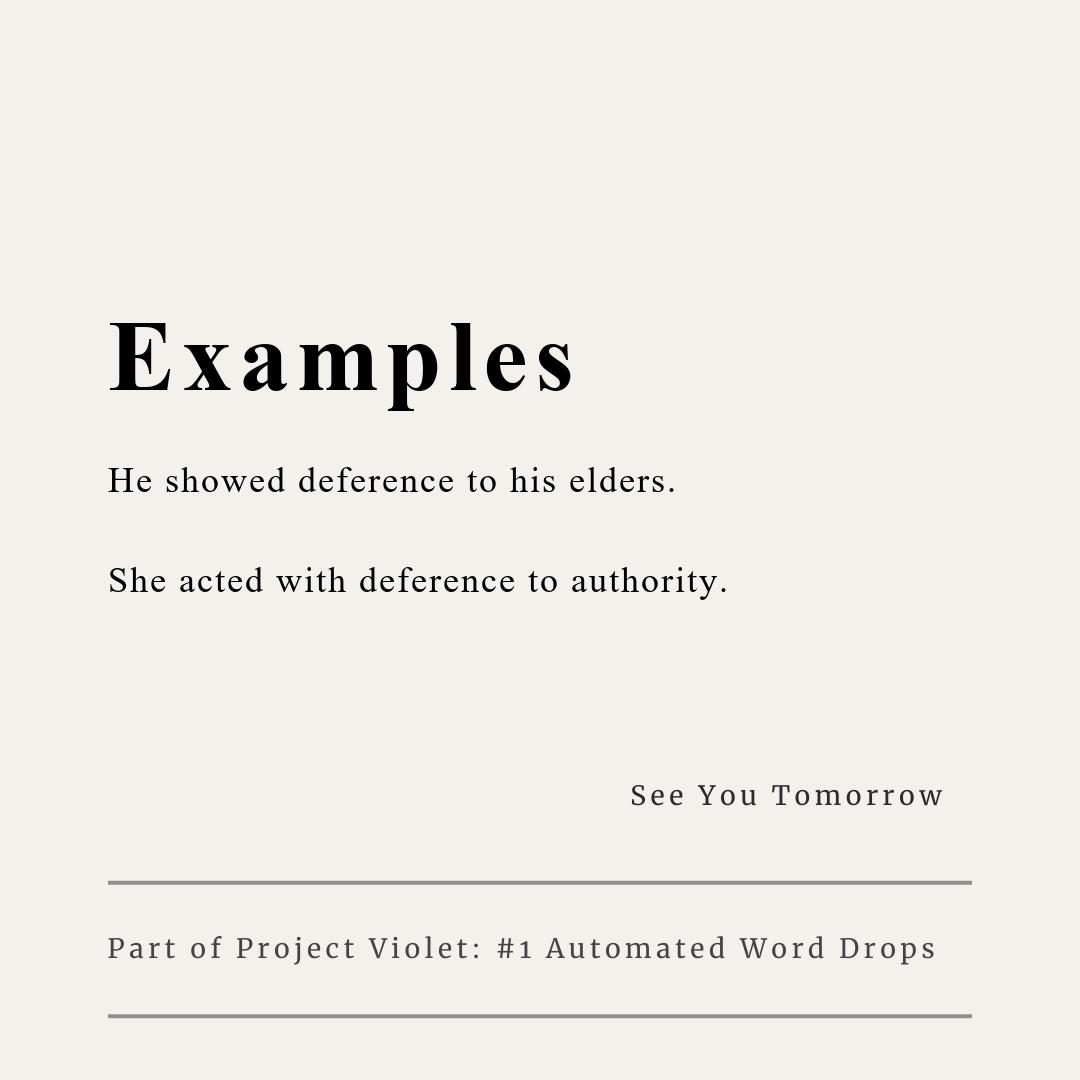 Examples
He showed deference to his elders.
She acted with deference to authority.
See You Tomorrow
Part of Project Violet: #1 Automated Word Drops